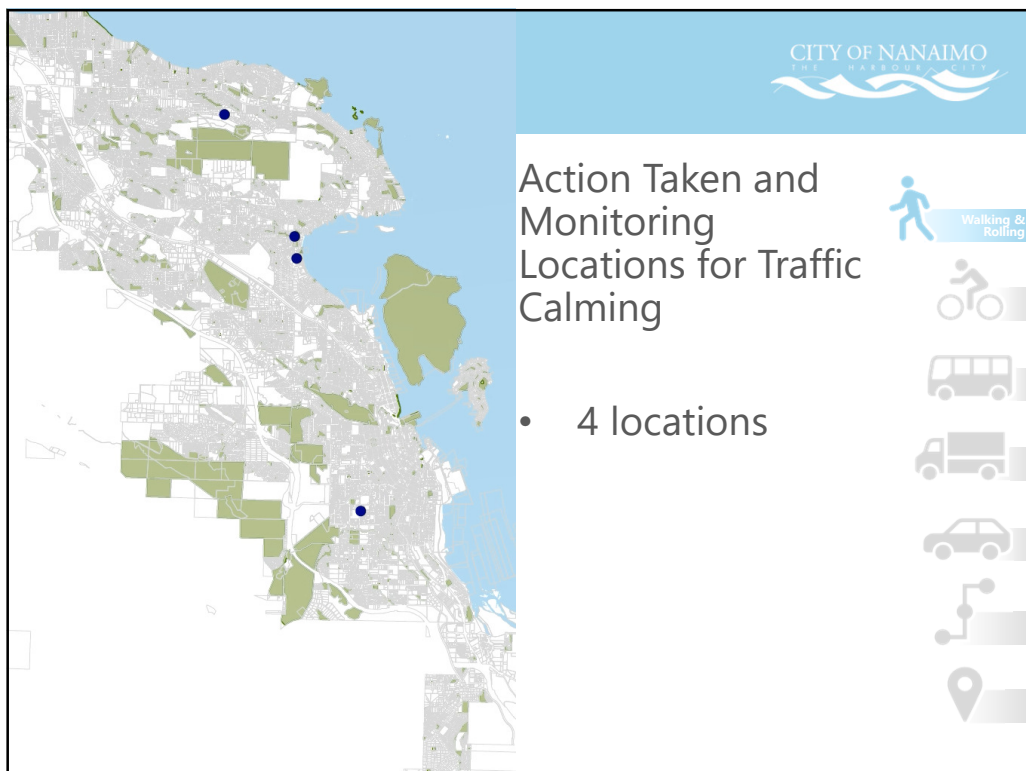 CITY OF NANAIMO
THE HARBOUR CITY
Action Taken and
Monitoring
Locations for Traffic
Calming
Walking &
Rolling
• 4 locations